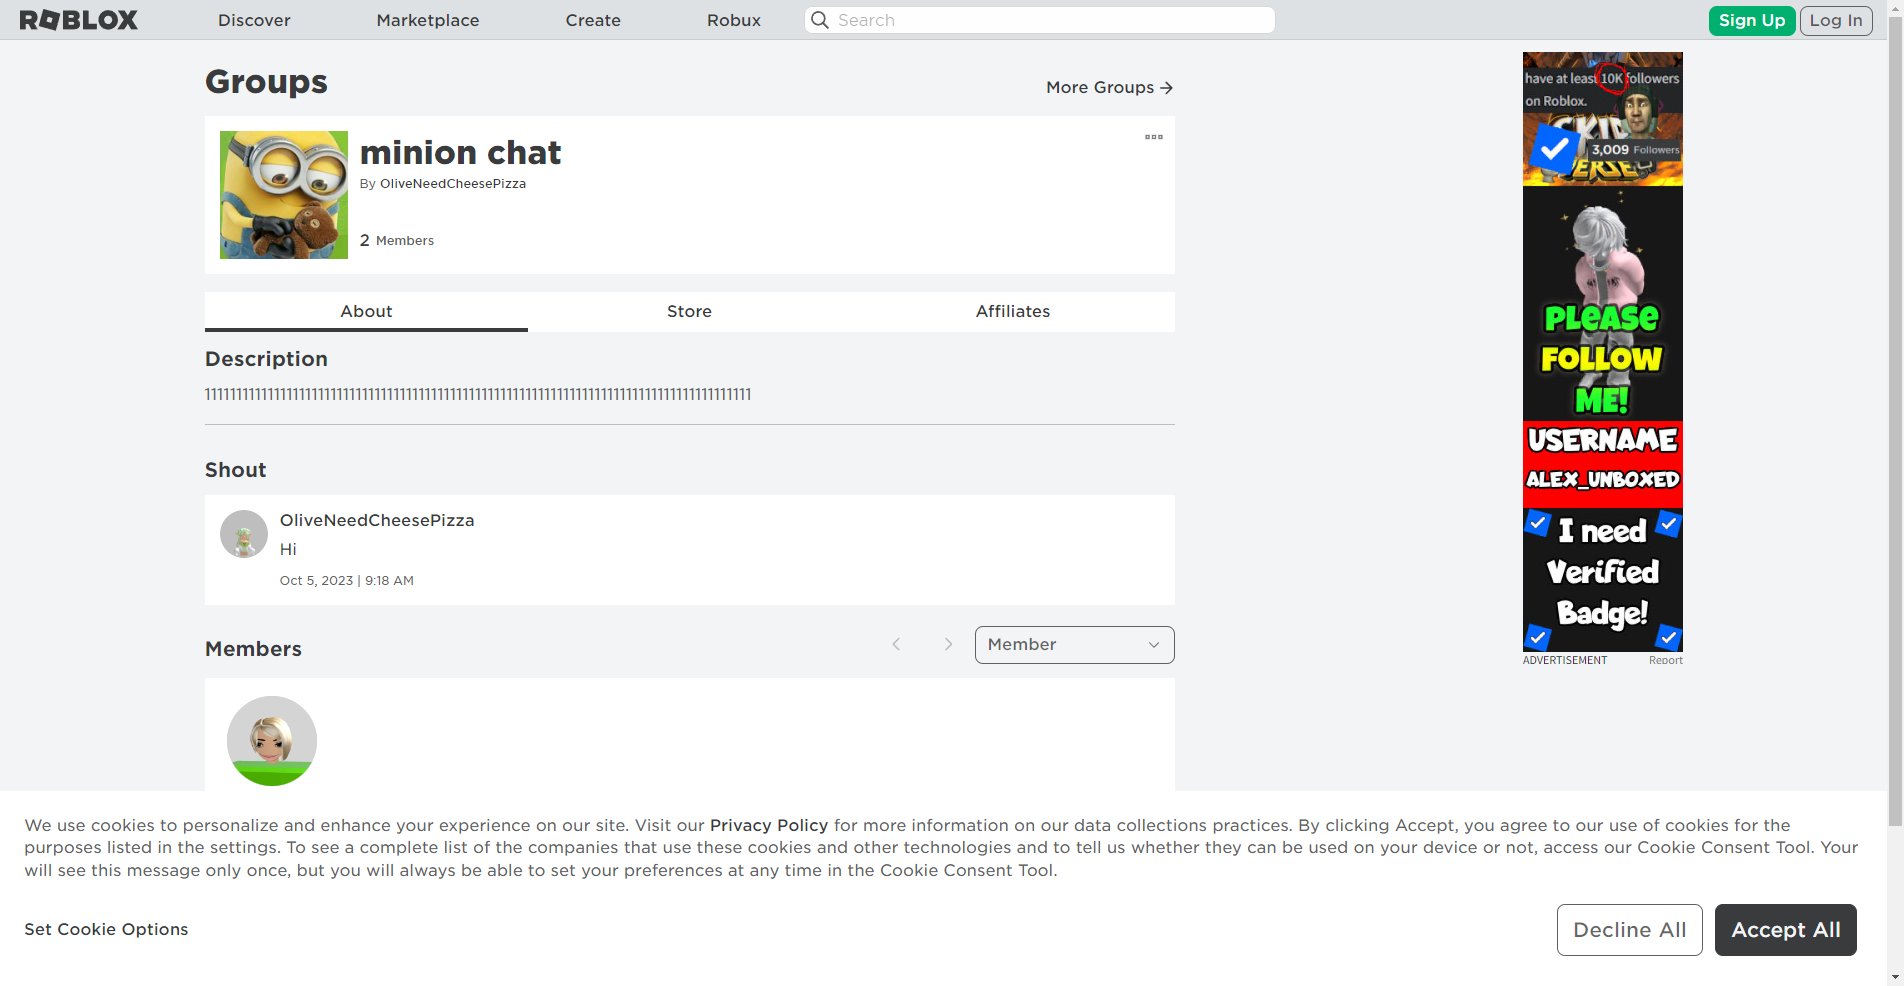 ROBLOX
Discover
Marketplace
Create
Robux
Search
Sign Up
Log In
Groups
More Groups
minion chat
By OliveNeedCheesePizza
2 Members
About
Store
Affiliates
Description
Shout
OliveNeedCheesePizza
Hi
Oct 5, 2023 | 9:18 AM
Members
Member
have at least 10K followers
on Roblox.
3,009 Followers
PLEASE
FOLLOW
ME!
USERNAME
ALEX_UNBOXED
I need
Verified
Badge!
ADVERTISEMENT
Report
We use cookies to personalize and enhance your experience on our site. Visit our Privacy Policy for more information on our data collections practices. By clicking Accept, you agree to our use of cookies for the
purposes listed in the settings. To see a complete list of the companies that use these cookies and other technologies and to tell us whether they can be used on your device or not, access our Cookie Consent Tool. Your
will see this message only once, but you will always be able to set your preferences at any time in the Cookie Consent Tool.
Set Cookie Options
Decline All
Accept All